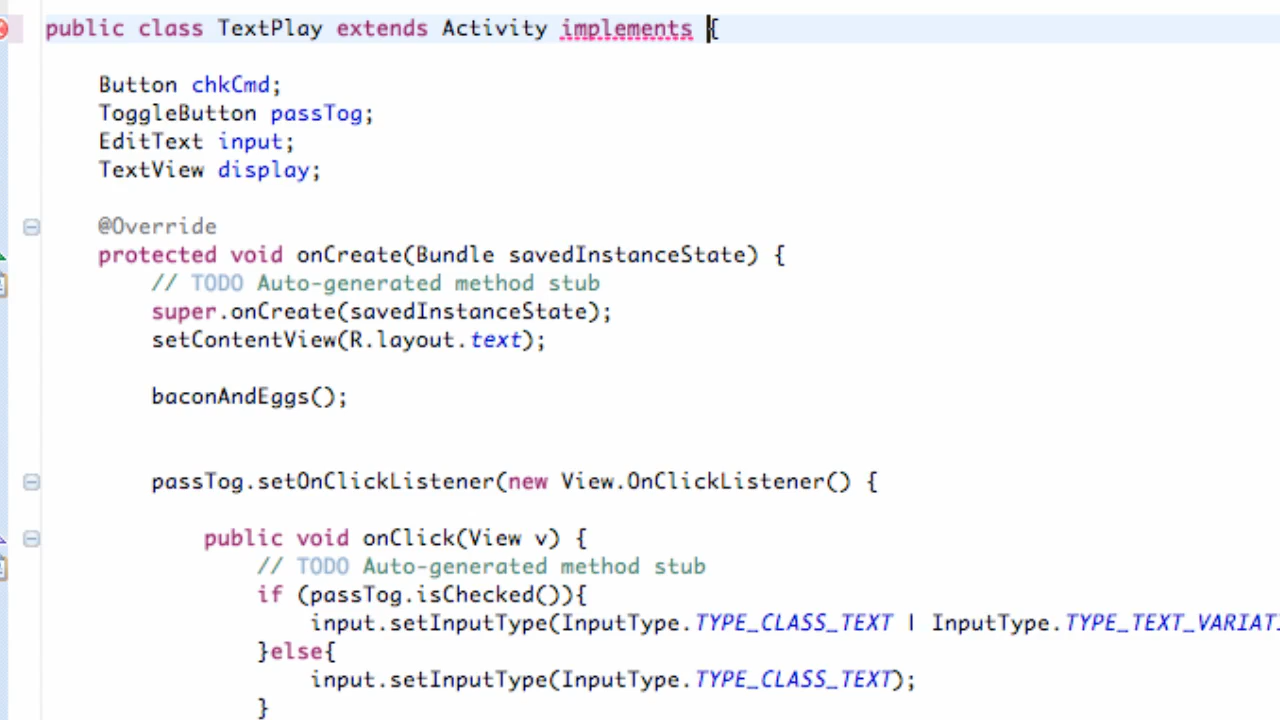 public class TextPlay extends Activity implements {
Button chkCmd;
ToggleButton passTog;
EditText input;
TextView display;
@Override
protected void onCreate(Bundle savedInstanceState) {
// TODO Auto-generated method stub
super.onCreate(savedInstanceState);
setContentView(R.layout.text);
baconAndEggs();
passTog.setOnClickListener(new View.OnClickListener() {
public void onClick(View v) {
// TODO Auto-generated method stub
if (passTog.isChecked()){
input.setInputType(InputType.TYPE_CLASS_TEXT | InputType.TYPE_TEXT_VARIATI
}else{
input.setInputType(InputType.TYPE_CLASS_TEXT);
}